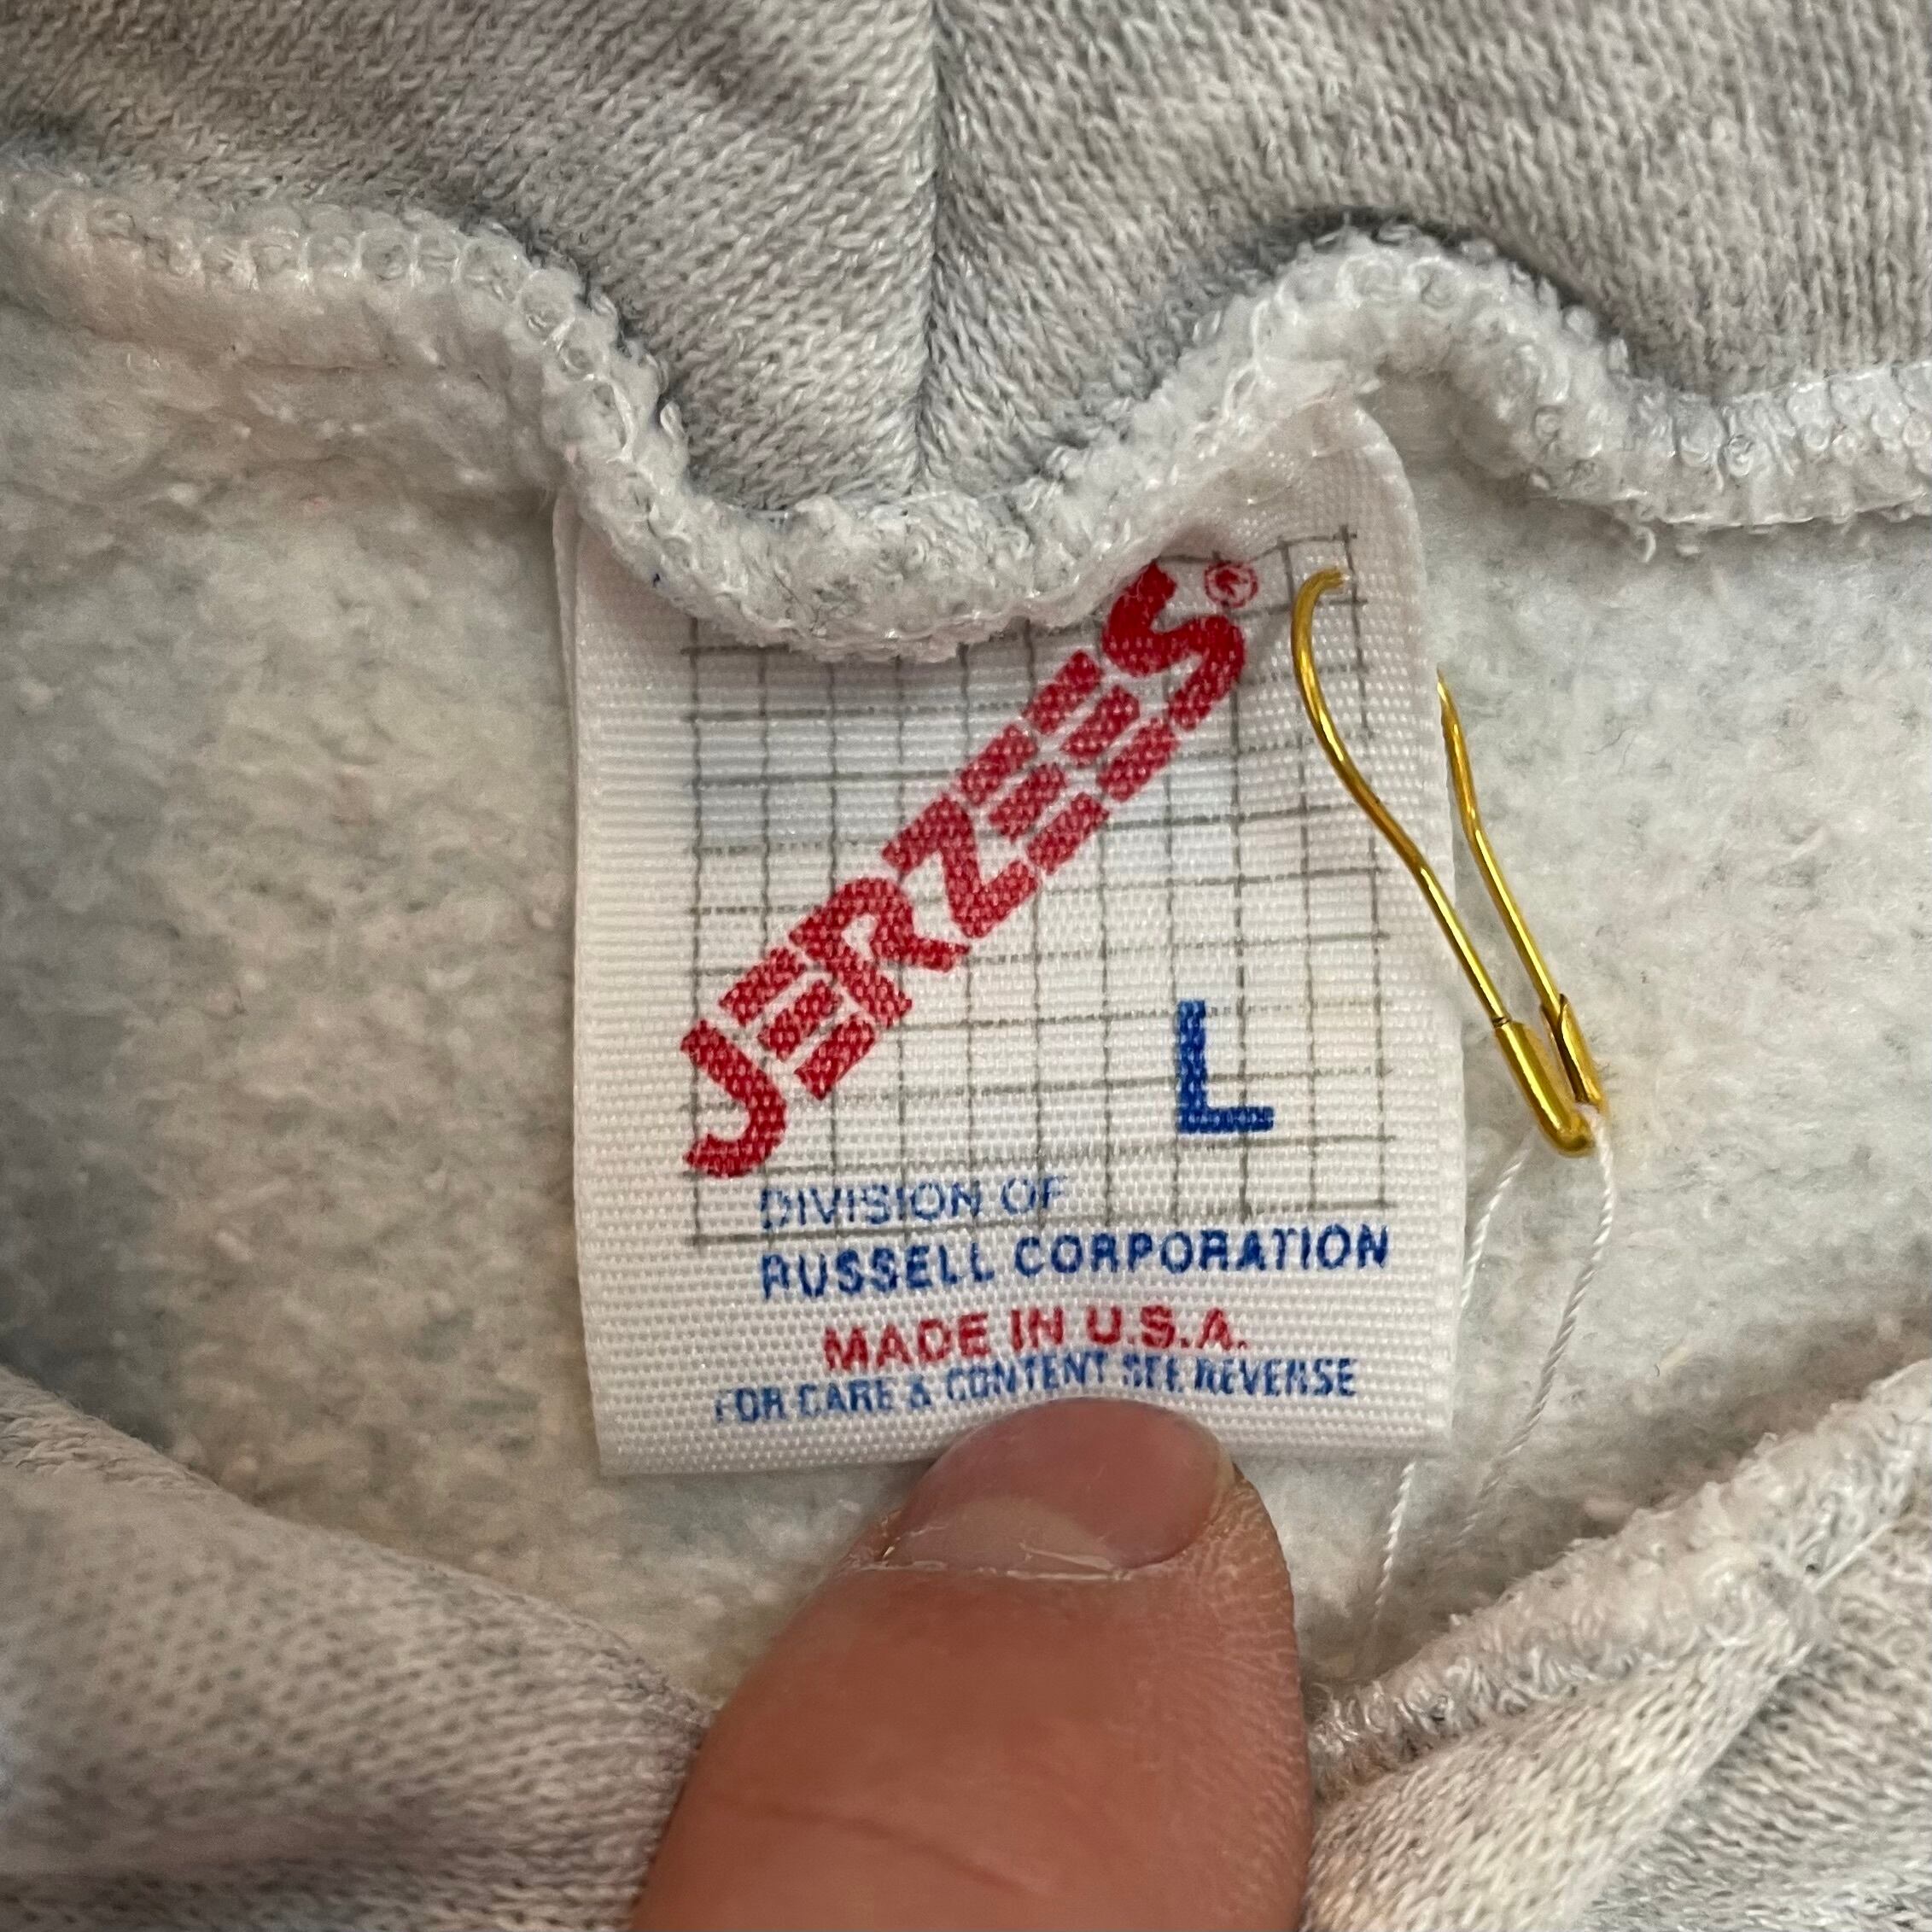 JERZEES®
L
DIVISION OF
RUSSELL CORPORATION
MADE IN U.S.A.
FOR CARE & CONTENT SEE REVERSE